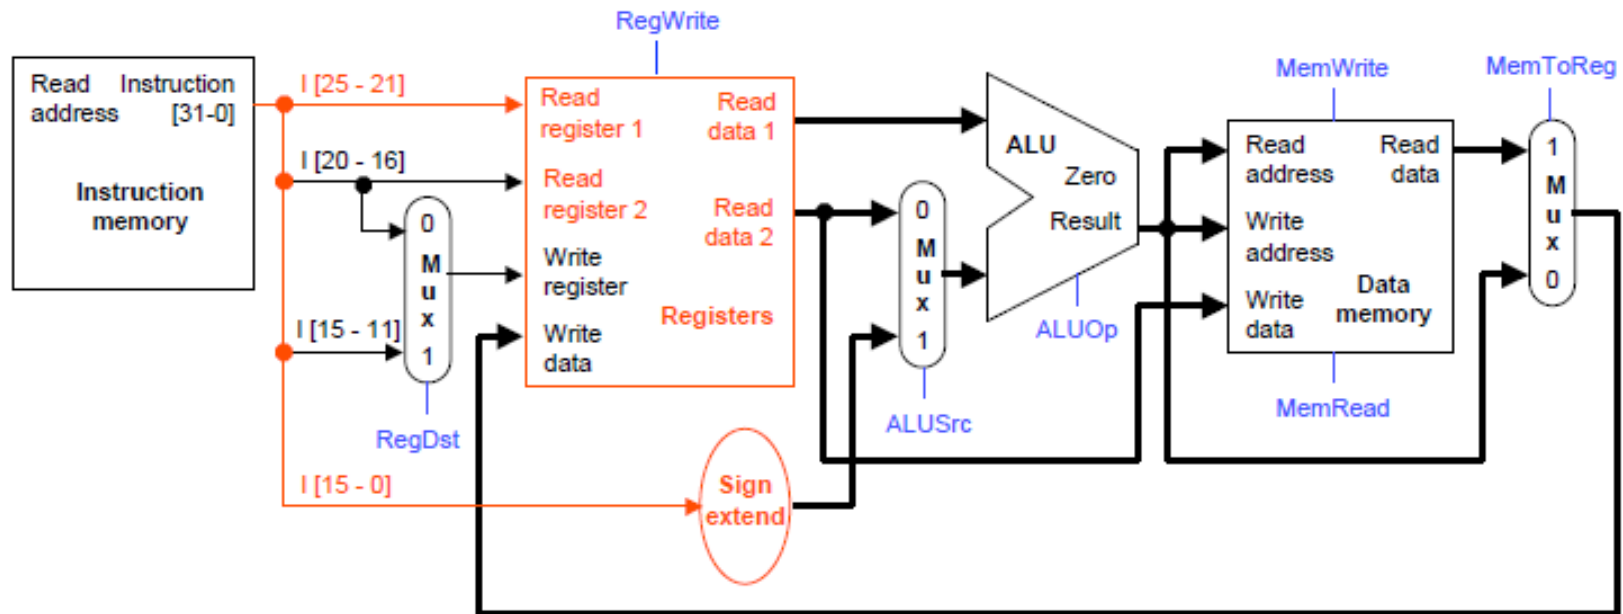 RegWrite
Read Instruction
address [31-0]
Instruction
memory
I [25 - 21]
I [20 - 16]
I [15 - 11]
I [15 - 0]
0
M
u
x
1
RegDst
Read
register 1
Read
data 1
Read
register 2
Read
data 2
Write
register
Registers
Write
data
Sign
extend
0
M
u
x
1
ALUSrc
ALU
Zero
Result
ALUOp
MemWrite
Read
address
Read
data
Write
address
Write
data
Data
memory
MemRead
MemToReg
1
M
u
x
0